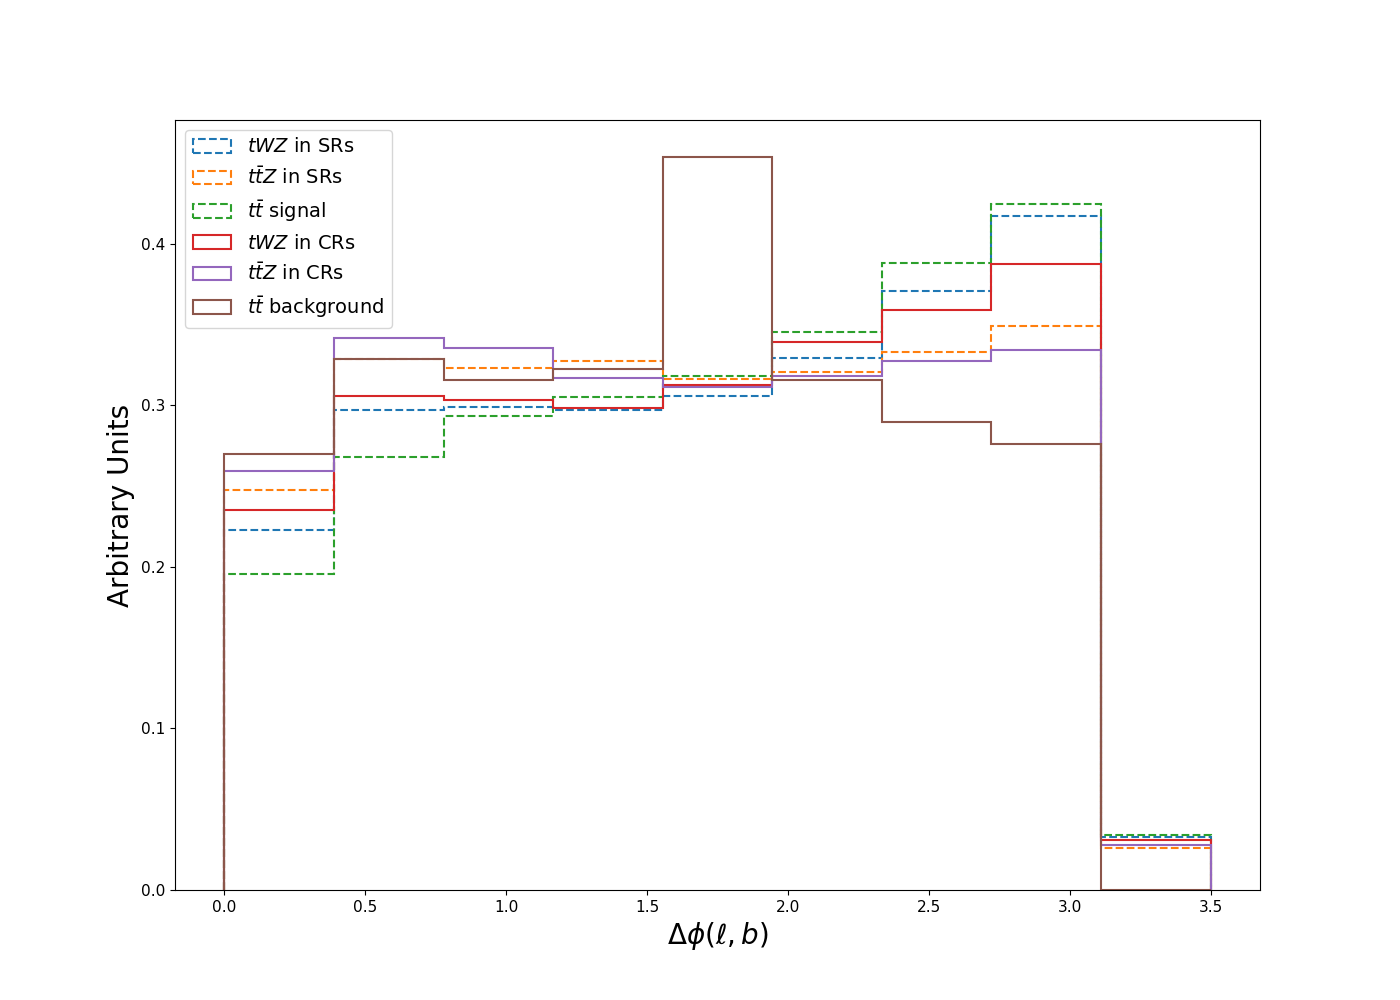 tWZ in SRs
tt̄Z in SRs
tt̄ signal
tWZ in CRs
tt̄Z in CRs
tt̄ background
0.4
0.3
0.2
0.1
0.0
Arbitrary Units
0.0 0.5 1.0 1.5 2.0 2.5 3.0 3.5
Δϕ(ℓ, b)